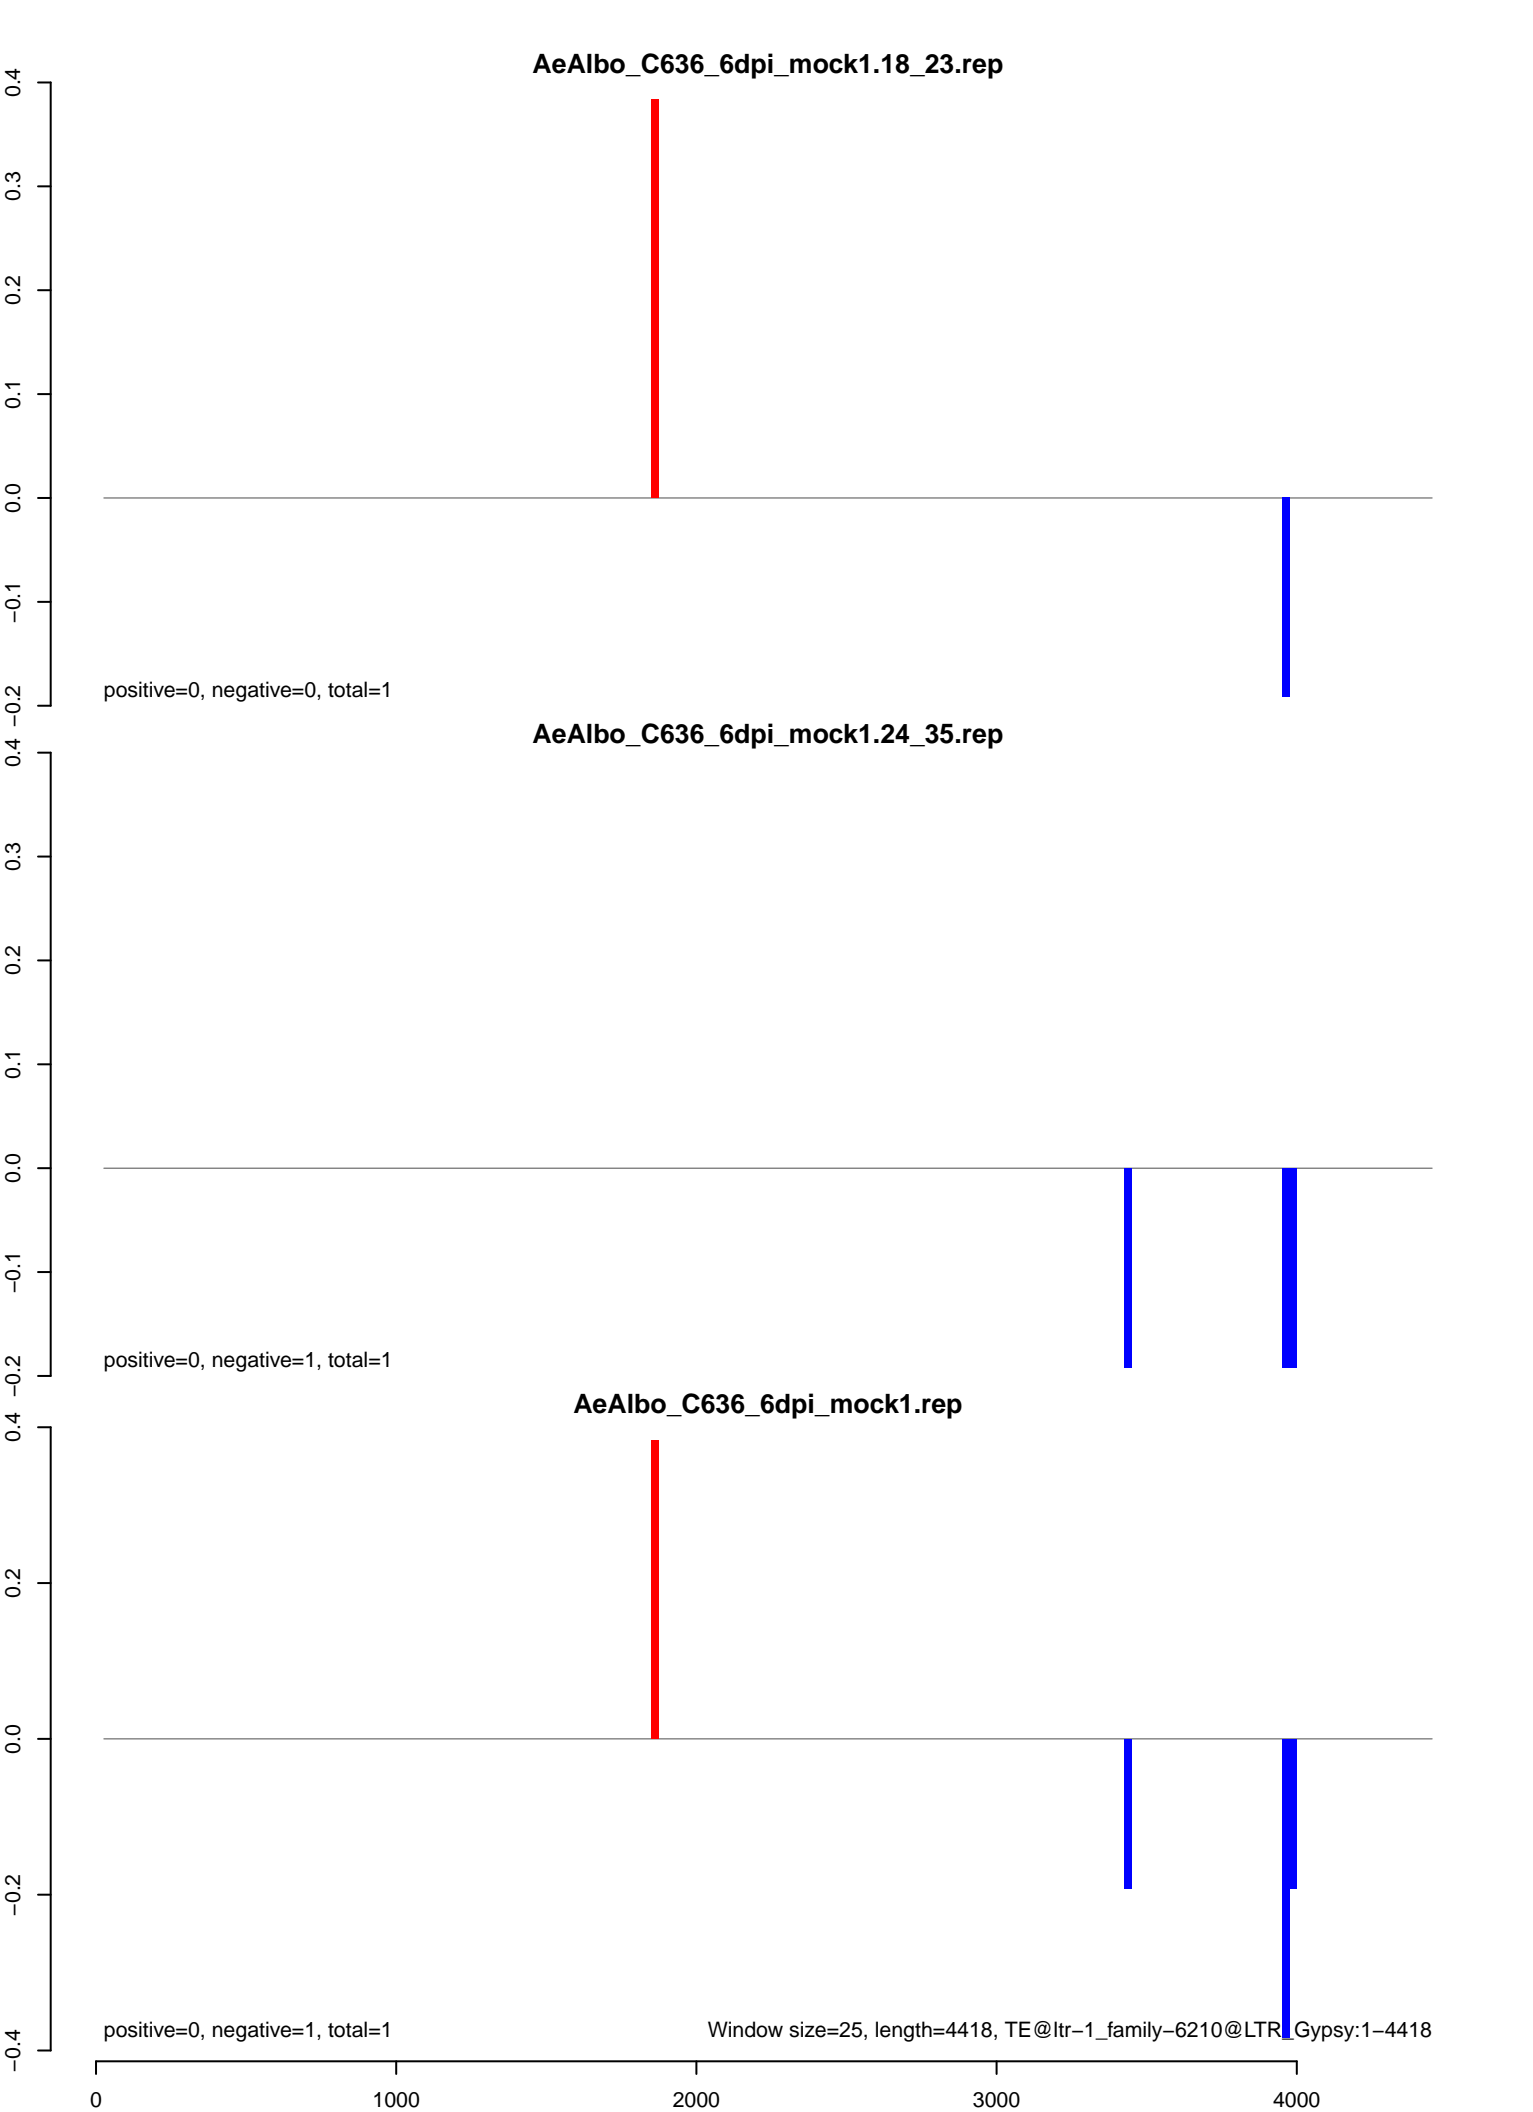 AeAlbo_C636_6dpi_mock1.18_23.rep
0.4
0.3
0.2
0.1
0.0
−0.1
−0.2
positive=0, negative=0, total=1
AeAlbo_C636_6dpi_mock1.24_35.rep
0.4
0.3
0.2
0.1
0.0
−0.1
−0.2
positive=0, negative=1, total=1
AeAlbo_C636_6dpi_mock1.rep
0.4
0.2
0.0
−0.2
−0.4
positive=0, negative=1, total=1
Window size=25, length=4418, TE@ltr−1_family−6210@LTR_Gypsy:1−4418
0 1000 2000 3000 4000